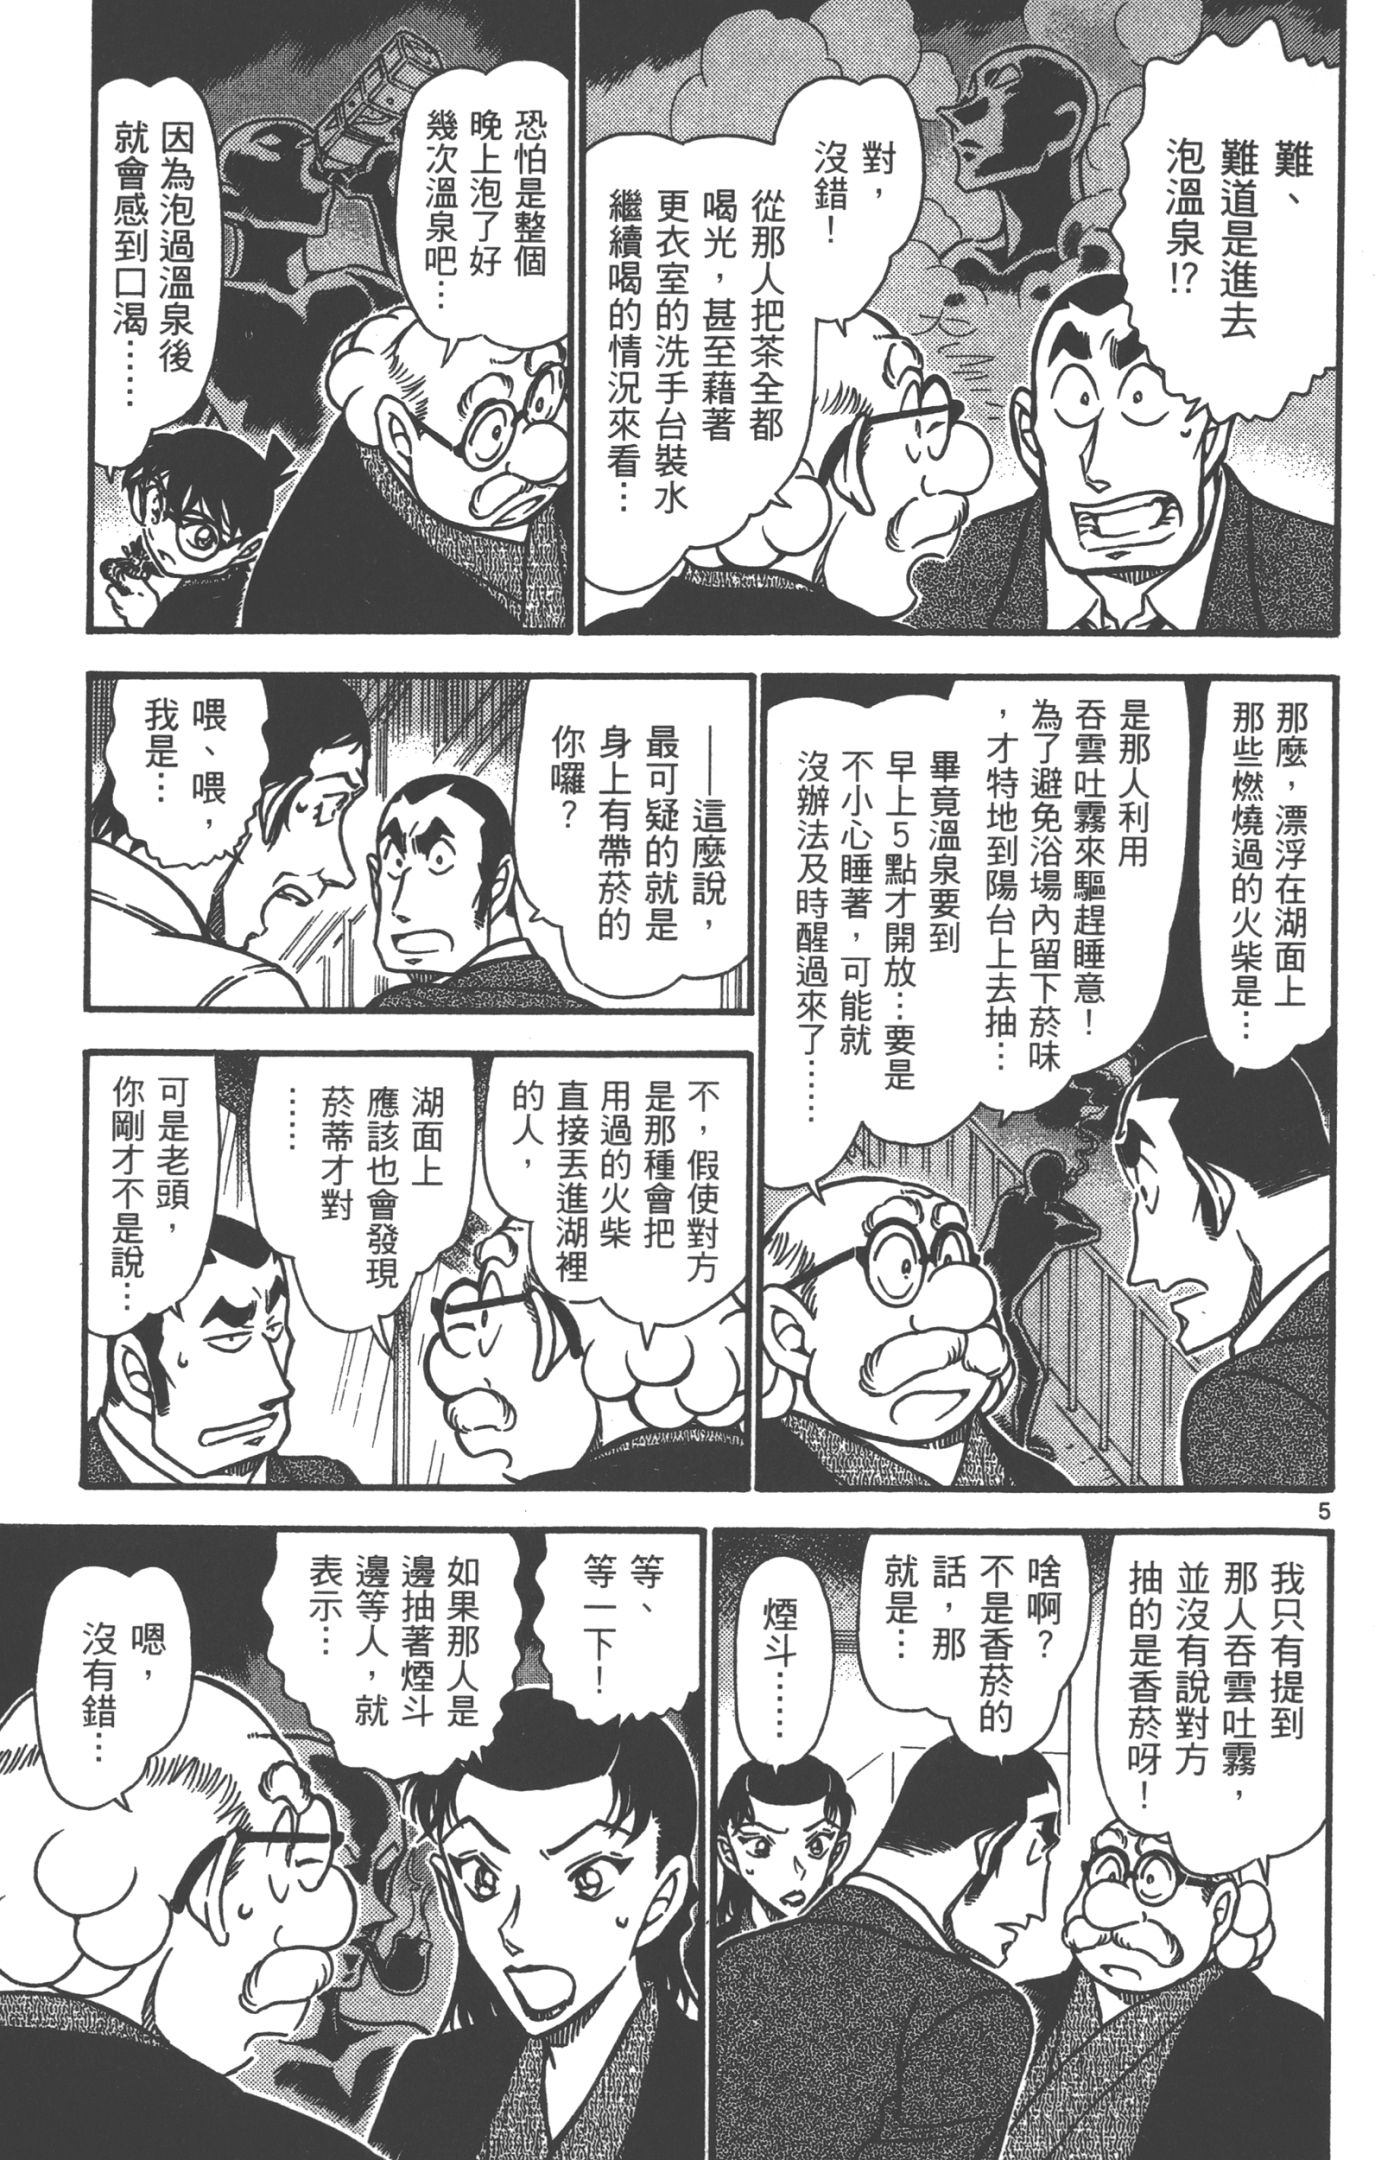 難、
難道是進去
泡溫泉!?
對，
沒錯！
從那人把茶全都
喝光，甚至藉著
更衣室的洗手台裝水
繼續喝的情況來看…
恐怕是整個
晚上泡了好
幾次溫泉吧…
因為泡過溫泉後
就會感到口渴……
那麼，漂浮在湖面上
那些燃燒過的火柴是…
是那人利用
吞雲吐霧來驅趕睡意！
為了避免浴場內留下菸味
，才特地到陽台上去抽…
畢竟溫泉要到
早上5點才開放…要是
不小心睡著，可能就
沒辦法及時醒過來了……
——這麼說，
最可疑的就是
身上有帶菸的
你囉？
喂、喂，
我是…
不，假使對方
是那種會把
用過的火柴
直接丟進湖裡
的人，
湖面上
應該也會發現
菸蒂才對
……
可是老頭，
你剛才不是說…
5
我只有提到
那人吞雲吐霧，
並沒有說對方
抽的是香菸呀！
啥啊？
不是香菸的
話，那
就是…
煙斗……
等、
等一下！
如果那人是
邊抽著煙斗
邊等人，就
表示…
嗯，
沒有錯…